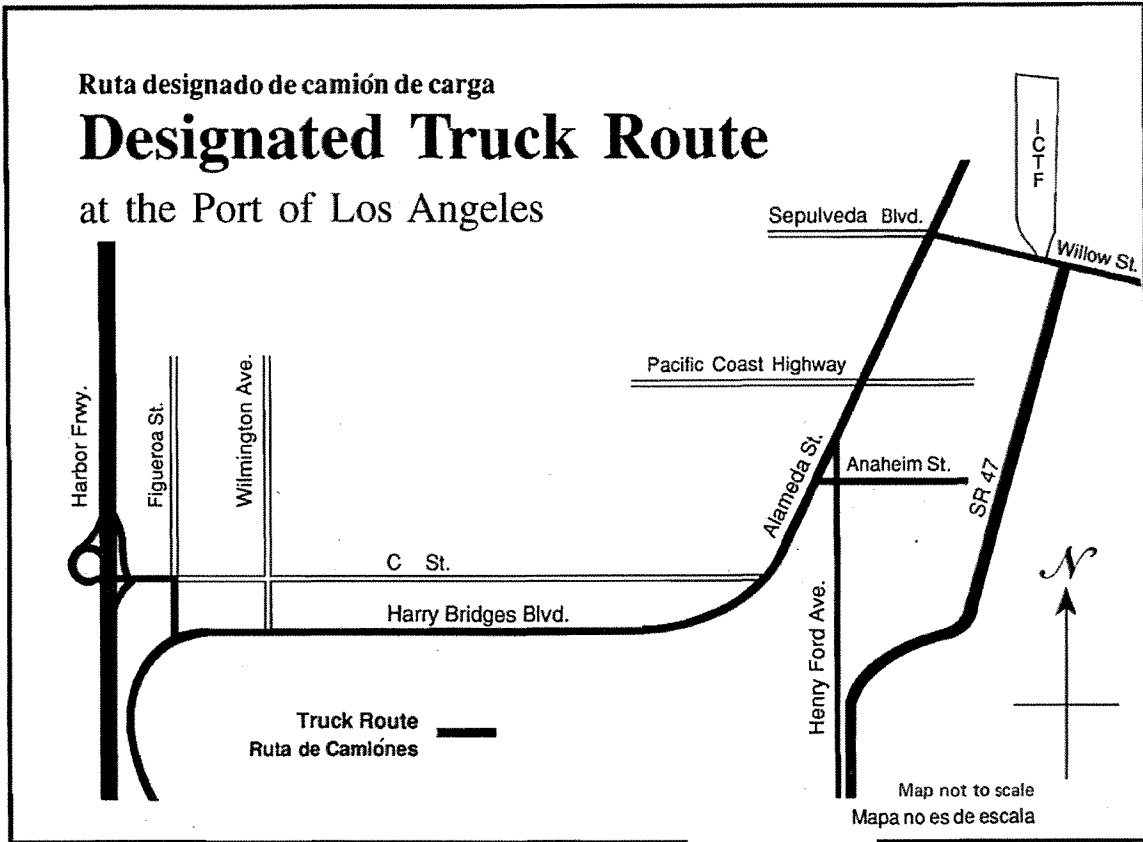 Ruta designado de camión de carga
Designated Truck Route
at the Port of Los Angeles
ICTF
Sepulveda Blvd.
Willow St.
Pacific Coast Highway
Harbor Frwy.
Figueroa St.
Wilmington Ave.
Alameda St.
Anaheim St.
SR 47
C St.
Harry Bridges Blvd.
Henry Ford Ave.
N
Truck Route
Ruta de Camiónes
Map not to scale
Mapa no es de escala